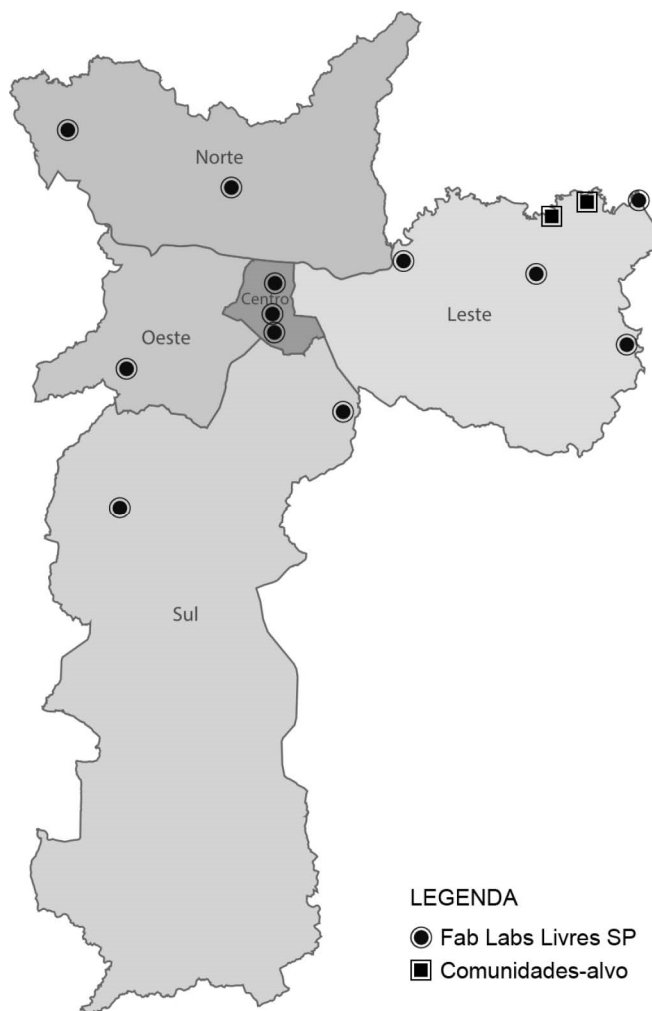 Norte
Centro
Oeste
Leste
Sul
LEGENDA
Fab Labs Livres SP
Comunidades-alvo